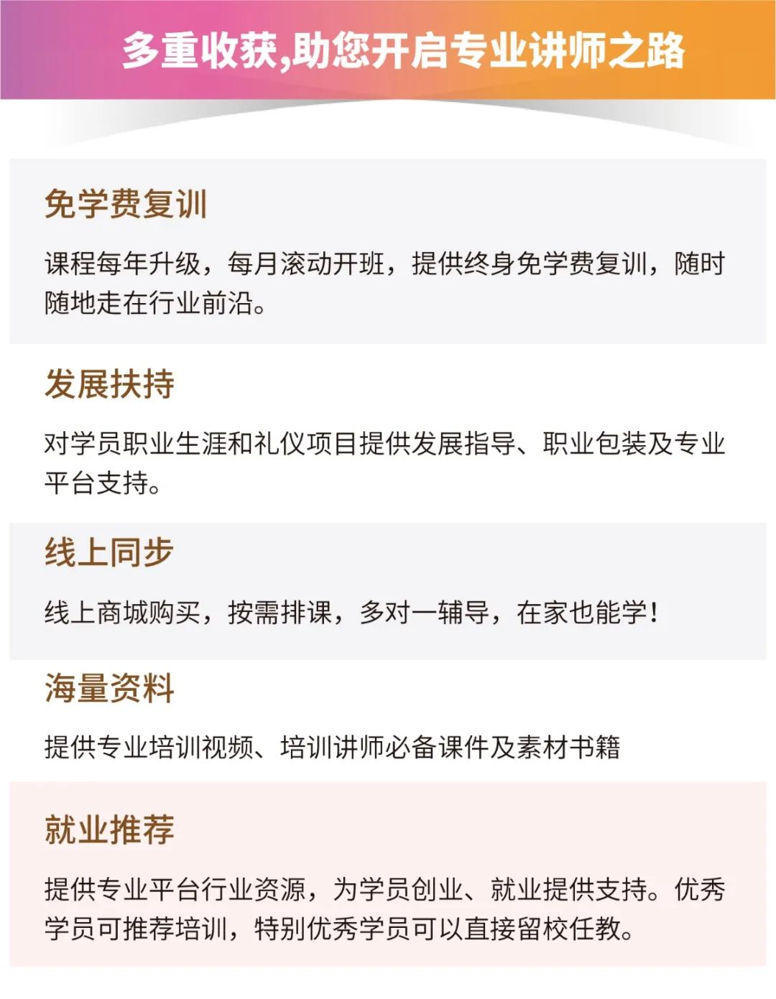 多重收获,助您开启专业讲师之路
免学费复训
课程每年升级，每月滚动开班，提供终身免学费复训，随时
随地走在行业前沿。
发展扶持
对学员职业生涯和礼仪项目提供发展指导、职业包装及专业
平台支持。
线上同步
线上商城购买，按需排课，多对一辅导，在家也能学！
海量资料
提供专业培训视频、培训讲师必备课件及素材书籍
就业推荐
提供专业平台行业资源，为学员创业、就业提供支持。优秀
学员可推荐培训，特别优秀学员可以直接留校任教。